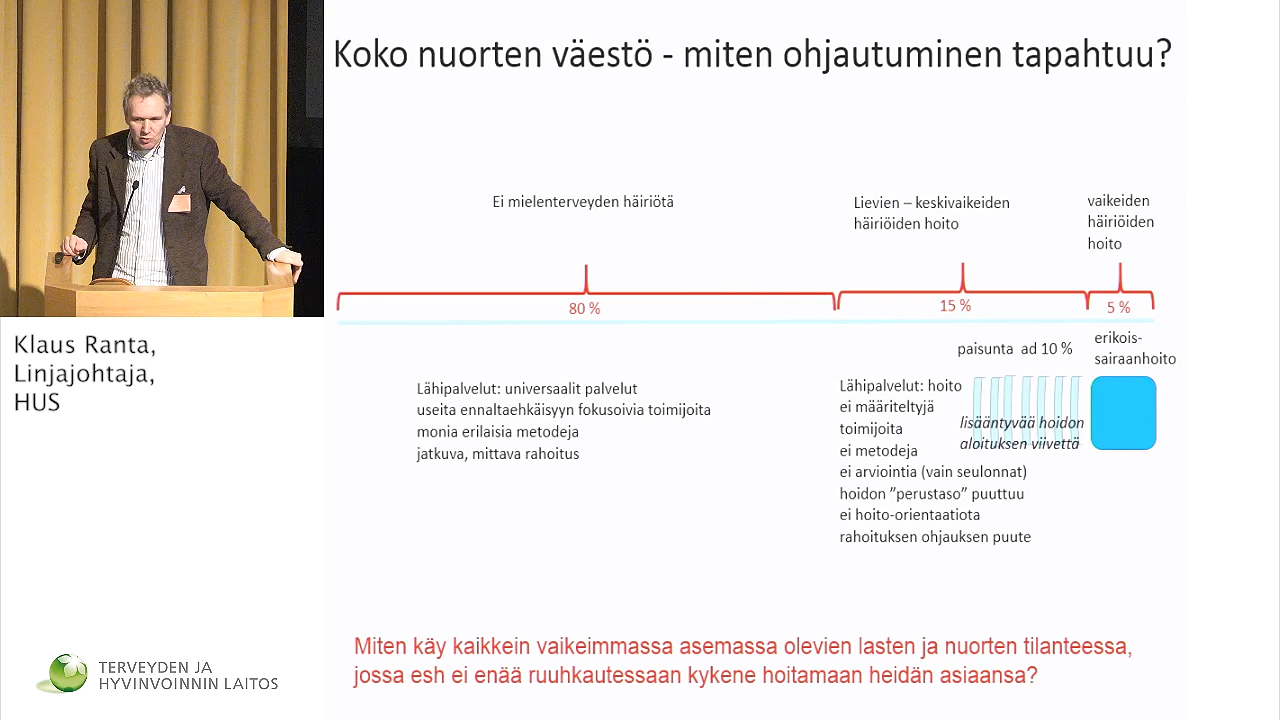 Koko nuorten väestö - miten ohjautuminen tapahtuu?
Ei mielenterveyden häiriötä
Lievien – keskivaikeiden
häiriöiden hoito
vaikeiden
häiriöiden
hoito
80 %
15 %
5 %
paisunta ad 10 %
erikois-
sairaanhoito
Lähipalvelut: universaalit palvelut
useita ennaltaehkäisyyn fokusoivia toimijoita
monia erilaisia metodeja
jatkuva, mittava rahoitus
Lähipalvelut: hoito
ei määriteltyjä
toimijoita
ei metodeja
ei arviointia (vain seulonnat)
hoidon ”perustaso” puuttuu
ei hoito-orientaatiota
rahoituksen ohjauksen puute
lisääntyvää hoidon
aloituksen viivettä
Miten käy kaikkein vaikeimmassa asemassa olevien lasten ja nuorten tilanteessa,
jossa esh ei enää ruuhkautessaan kykene hoitamaan heidän asiaansa?
Klaus Ranta,
Linjajohtaja,
HUS
TERVEYDEN JA
HYVINVOINNIN LAITOS